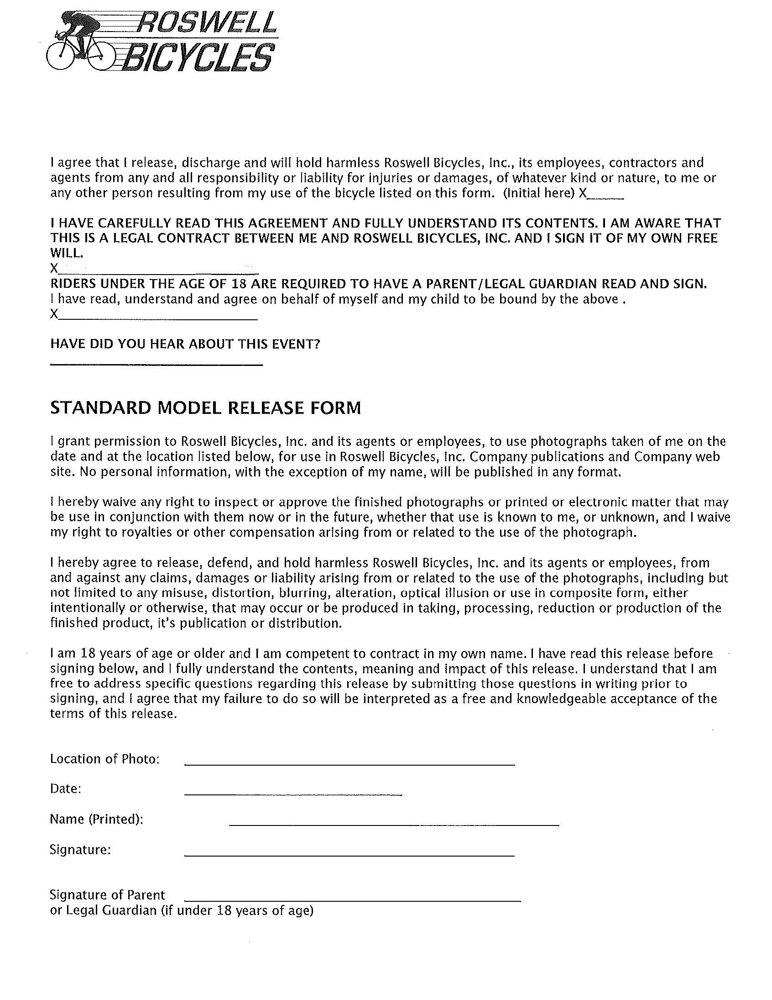 ROSWELL
BICYCLES
I agree that I release, discharge and will hold harmless Roswell Bicycles, Inc., its employees, contractors and
agents from any and all responsibility or liability for injuries or damages, of whatever kind or nature, to me or
any other person resulting from my use of the bicycle listed on this form. (Initial here) X_____
I HAVE CAREFULLY READ THIS AGREEMENT AND FULLY UNDERSTAND ITS CONTENTS. I AM AWARE THAT
THIS IS A LEGAL CONTRACT BETWEEN ME AND ROSWELL BICYCLES, INC. AND I SIGN IT OF MY OWN FREE
WILL.
X__________________________
RIDERS UNDER THE AGE OF 18 ARE REQUIRED TO HAVE A PARENT/LEGAL GUARDIAN READ AND SIGN.
I have read, understand and agree on behalf of myself and my child to be bound by the above .
X__________________________
HAVE DID YOU HEAR ABOUT THIS EVENT?
STANDARD MODEL RELEASE FORM
I grant permission to Roswell Bicycles, Inc. and its agents or employees, to use photographs taken of me on the
date and at the location listed below, for use in Roswell Bicycles, Inc. Company publications and Company web
site. No personal information, with the exception of my name, will be published in any format.
I hereby waive any right to inspect or approve the finished photographs or printed or electronic matter that may
be use in conjunction with them now or in the future, whether that use is known to me, or unknown, and I waive
my right to royalties or other compensation arising from or related to the use of the photograph.
I hereby agree to release, defend, and hold harmless Roswell Bicycles, Inc. and its agents or employees, from
and against any claims, damages or liability arising from or related to the use of the photographs, including but
not limited to any misuse, distortion, blurring, alteration, optical illusion or use in composite form, either
intentionally or otherwise, that may occur or be produced in taking, processing, reduction or production of the
finished product, it's publication or distribution.
I am 18 years of age or older and I am competent to contract in my own name. I have read this release before
signing below, and I fully understand the contents, meaning and impact of this release. I understand that I am
free to address specific questions regarding this release by submitting those questions in writing prior to
signing, and I agree that my failure to do so will be interpreted as a free and knowledgeable acceptance of the
terms of this release.
Location of Photo:
Date:
Name (Printed):
Signature:
Signature of Parent
or Legal Guardian (if under 18 years of age)